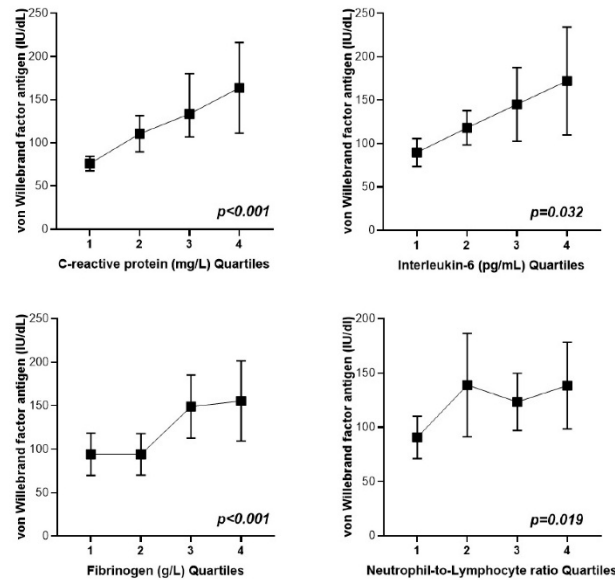 von Willebrand factor antigen (IU/dL)
250
200
150
100
50
0
p<0.001
1 2 3 4
C-reactive protein (mg/L) Quartiles
von Willebrand factor antigen (IU/dL)
250
200
150
100
50
0
p=0.032
1 2 3 4
Interleukin-6 (pg/mL) Quartiles
von Willebrand factor antigen (IU/dL)
250
200
150
100
50
0
p<0.001
1 2 3 4
Fibrinogen (g/L) Quartiles
von Willebrand factor antigen (IU/dl)
200
150
100
50
0
p=0.019
1 2 3 4
Neutrophil-to-Lymphocyte ratio Quartiles